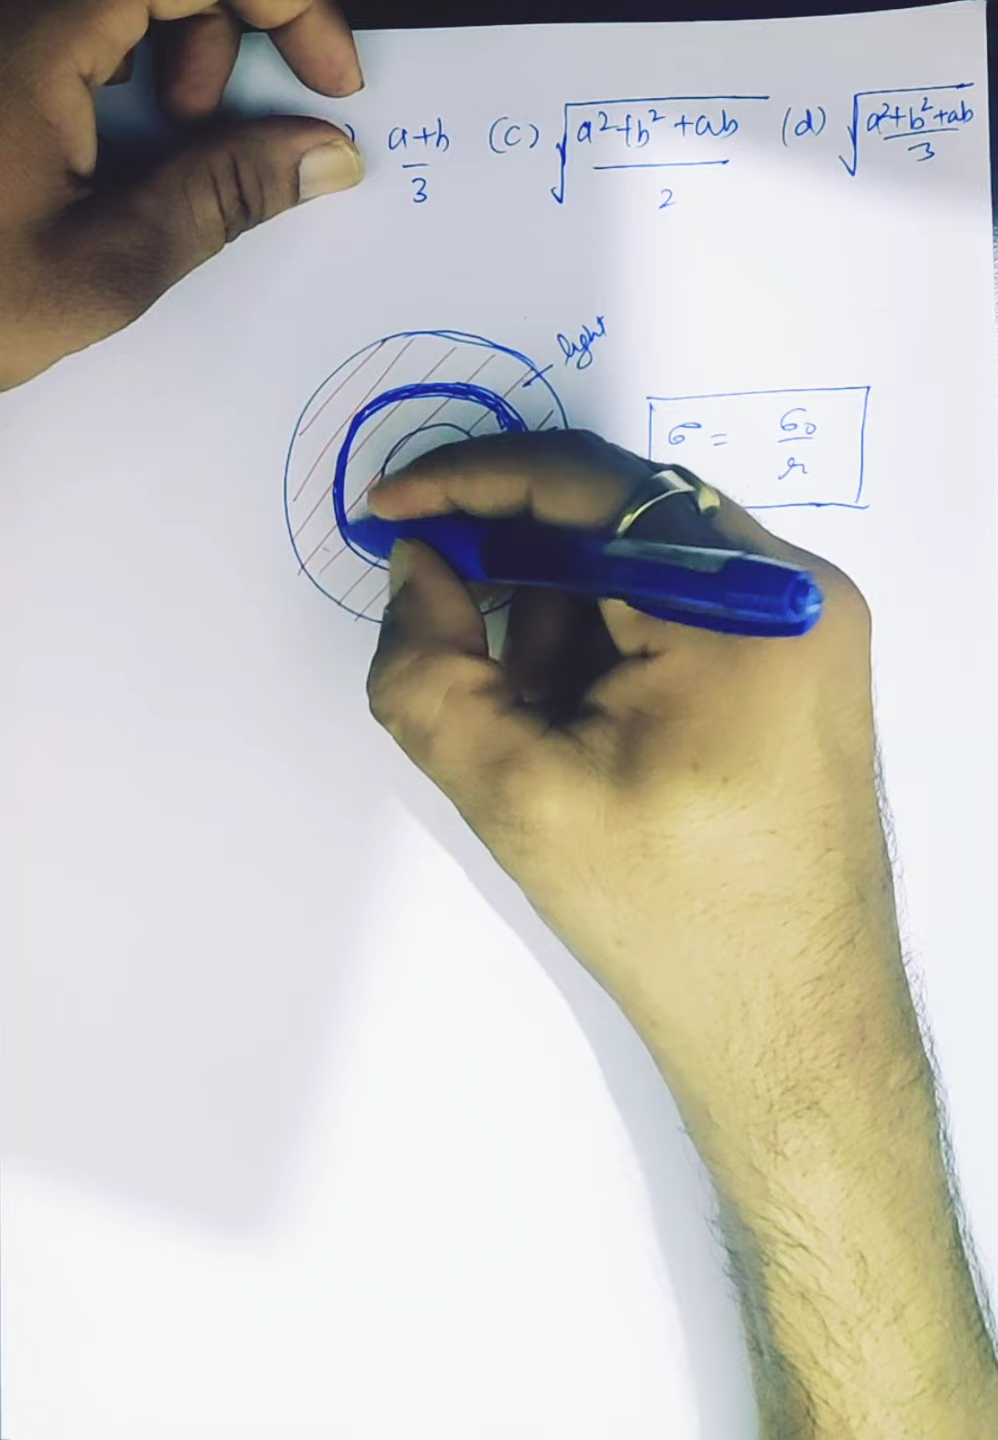 ) a+b/3 (c) √(a²+b²+ab/2) (d) √(a²+b²+ab/3)
light
σ = σ₀/r